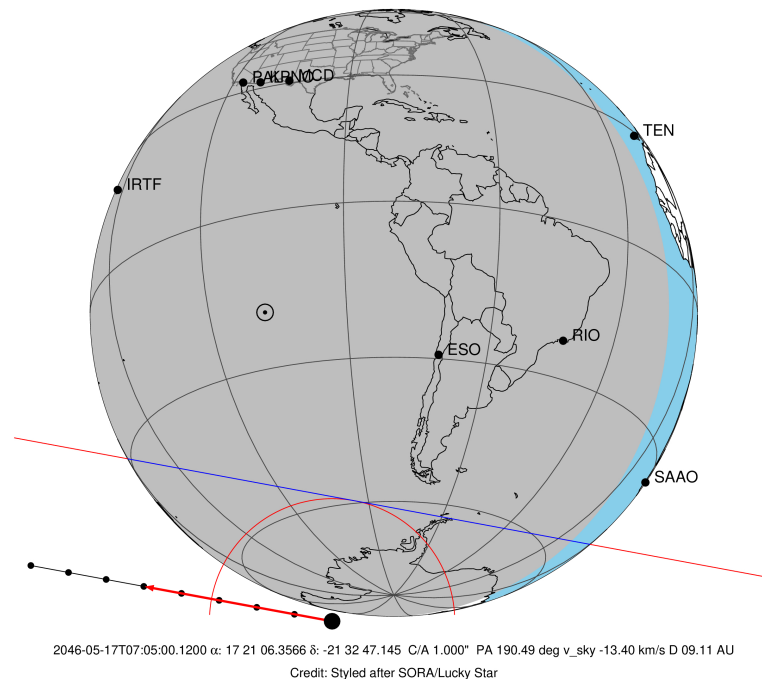 PAL KPNO MCD
TEN
IRTF
RIO
ESO
SAAO
2046-05-17T07:05:00.1200 α: 17 21 06.3566 δ: -21 32 47.145 C/A 1.000" PA 190.49 deg v_sky -13.40 km/s D 09.11 AU
Credit: Styled after SORA/Lucky Star